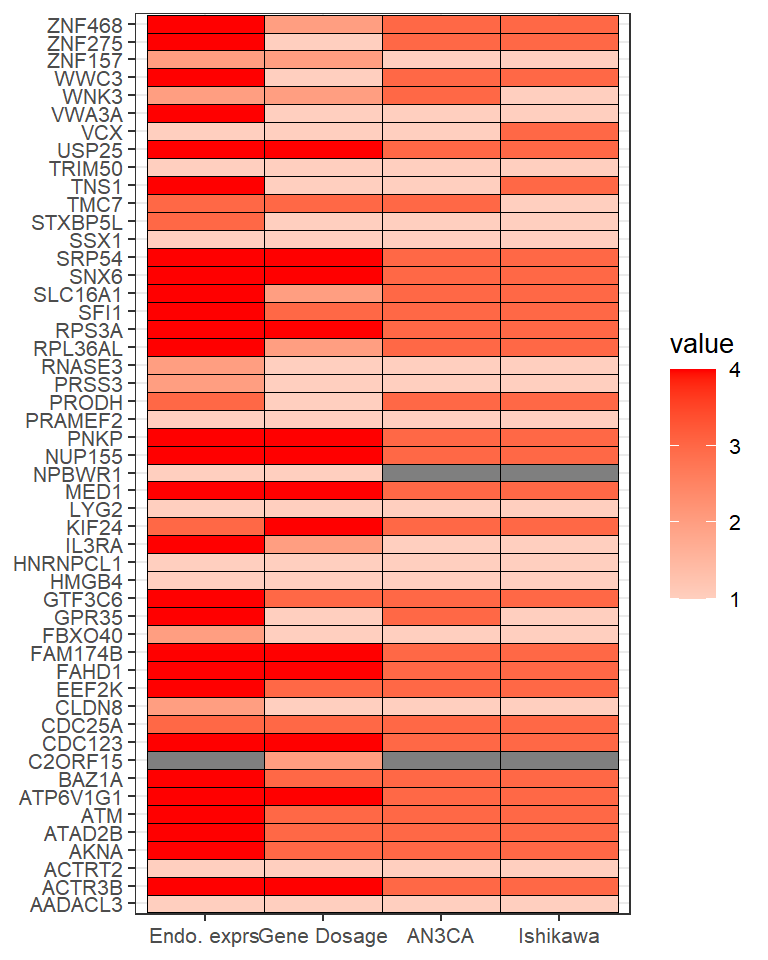 ZNF468
ZNF275
ZNF157
WWC3
WNK3
VWA3A
VCX
USP25
TRIM50
TNS1
TMC7
STXBP5L
SSX1
SRP54
SNX6
SLC16A1
SFI1
RPS3A
RPL36AL
RNASE3
PRSS3
PRODH
PRAMEF2
PNKP
NUP155
NPBWR1
MED1
LYG2
KIF24
IL3RA
HNRNPCL1
HMGB4
GTF3C6
GPR35
FBXO40
FAM174B
FAHD1
EEF2K
CLDN8
CDC25A
CDC123
C2ORF15
BAZ1A
ATP6V1G1
ATM
ATAD2B
AKNA
ACTRT2
ACTR3B
AADACL3
Endo. exprs Gene Dosage AN3CA Ishikawa
value
4
3
2
1